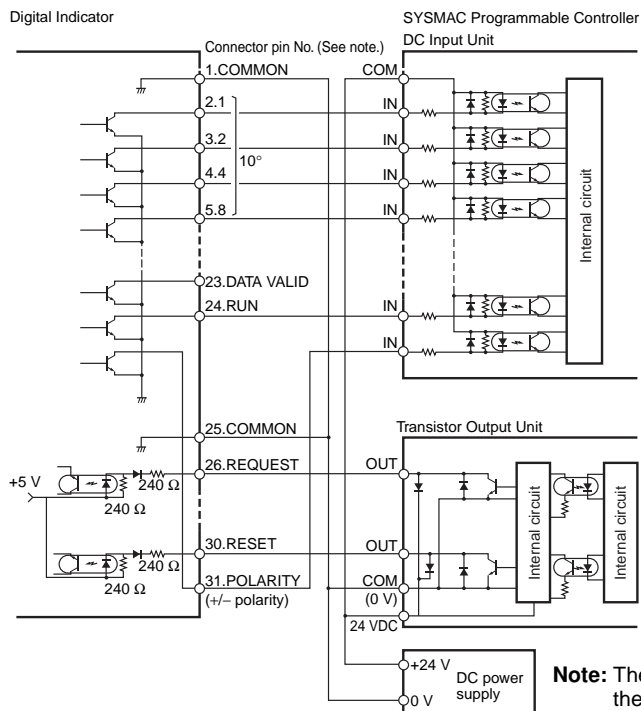 Digital Indicator
SYSMAC Programmable Controller
DC Input Unit
Connector pin No. (See note.)
1.COMMON
COM
2.1
IN
3.2
IN
10°
4.4
IN
5.8
IN
Internal circuit
23.DATA VALID
24.RUN
IN
IN
25.COMMON
Transistor Output Unit
+5 V
26.REQUEST
OUT
240 Ω
240 Ω
Internal circuit
Internal circuit
30.RESET
OUT
240 Ω
240 Ω
31.POLARITY
(+/− polarity)
COM
(0 V)
24 VDC
+24 V
DC power
supply
0 V
Note: The
the